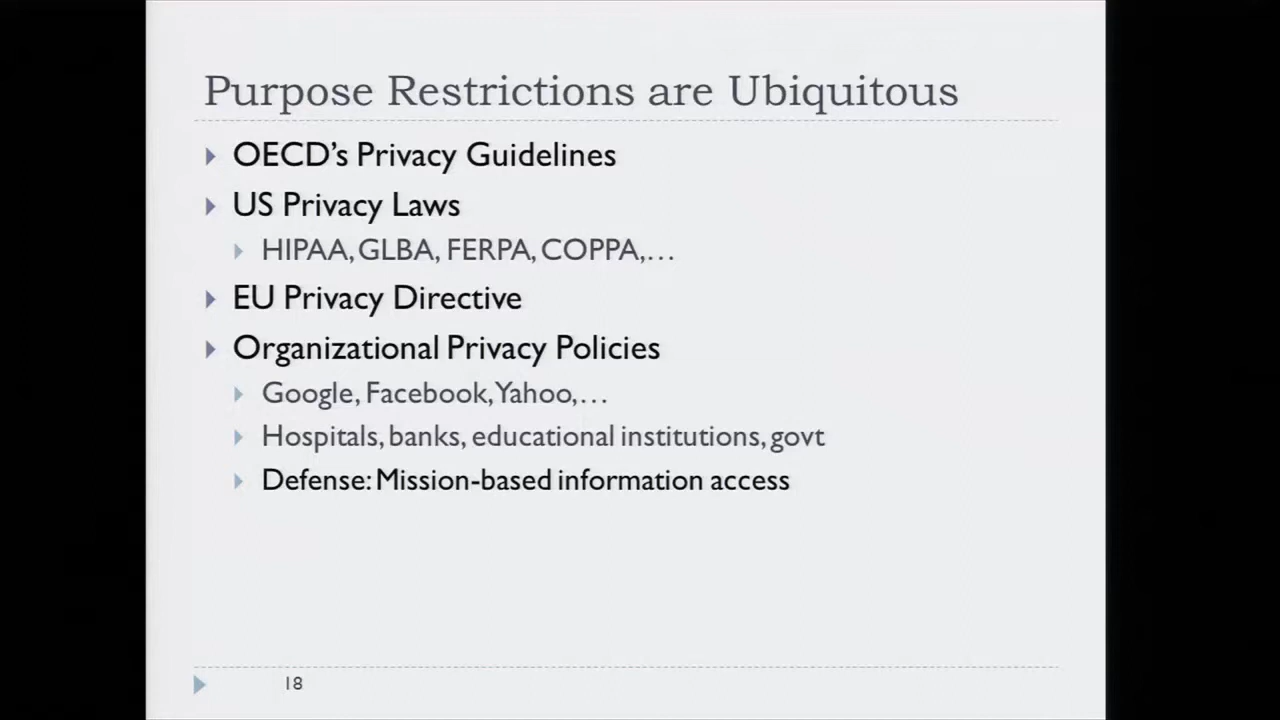 Purpose Restrictions are Ubiquitous
OECD's Privacy Guidelines
US Privacy Laws
HIPAA, GLBA, FERPA, COPPA,…
EU Privacy Directive
Organizational Privacy Policies
Google, Facebook, Yahoo,…
Hospitals, banks, educational institutions, govt
Defense: Mission-based information access
18